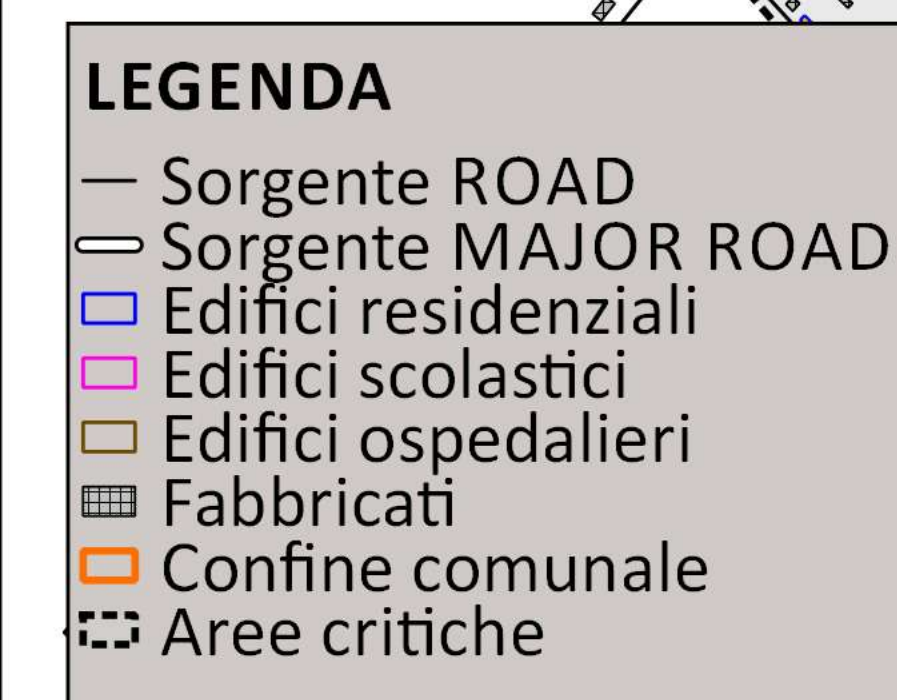 LEGENDA
Sorgente ROAD
Sorgente MAJOR ROAD
Edifici residenziali
Edifici scolastici
Edifici ospedalieri
Fabbricati
Confine comunale
Aree critiche